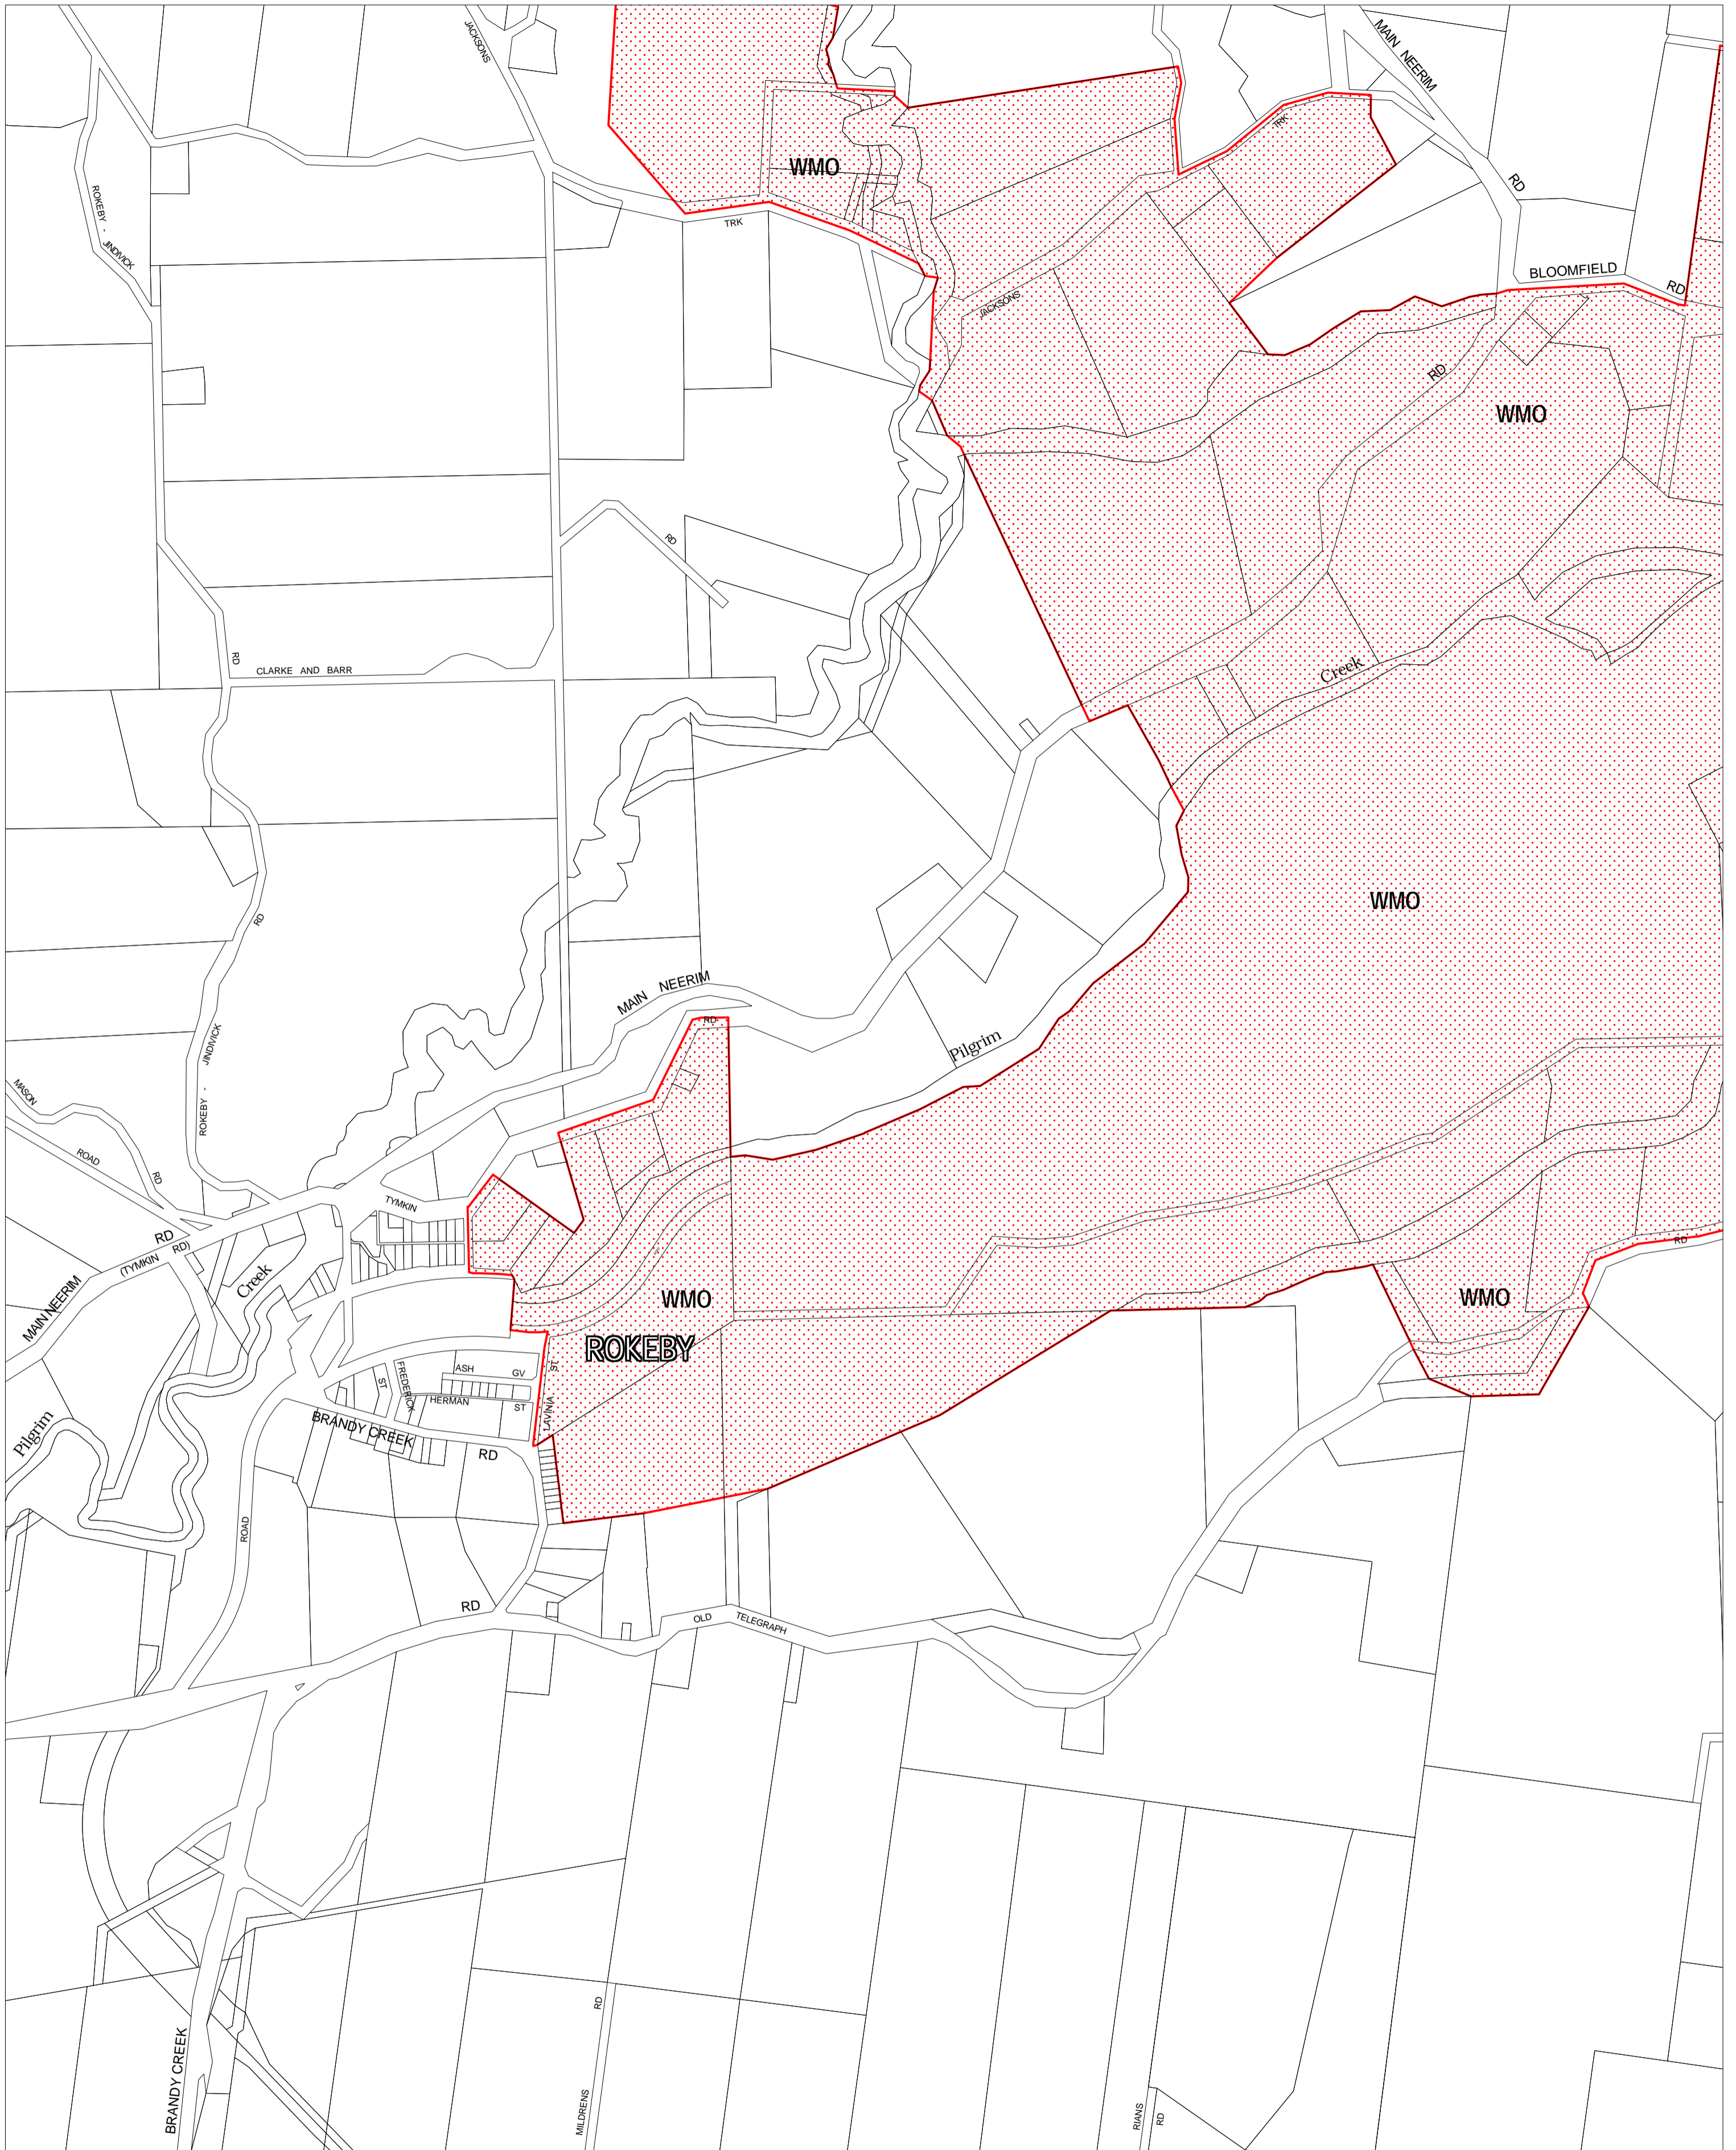 JACKSONS
MAIN NEERIM
TRK
WMO
RD
ROKEBY - JINDIVICK
TRK
BLOOMFIELD RD
JACKSONS
RD
WMO
RD
RD
CLARKE AND BARR
Creek
WMO
RD
MAIN NEERIM
RD
Pilgrim
ROKEBY - JINDIVICK
MASON
ROAD
RD
TYMKIN
RD
(TYMKIN RD)
RD
Creek
MAIN NEERIM
WMO
WMO
ROKEBY
ST
ASH GV
FREDERICK
ST
HERMAN ST
LAVINIA
BRANDY CREEK RD
Pilgrim
ROAD
RD
OLD TELEGRAPH
RD
BRANDY CREEK
MILDRENS
RIANS
RD